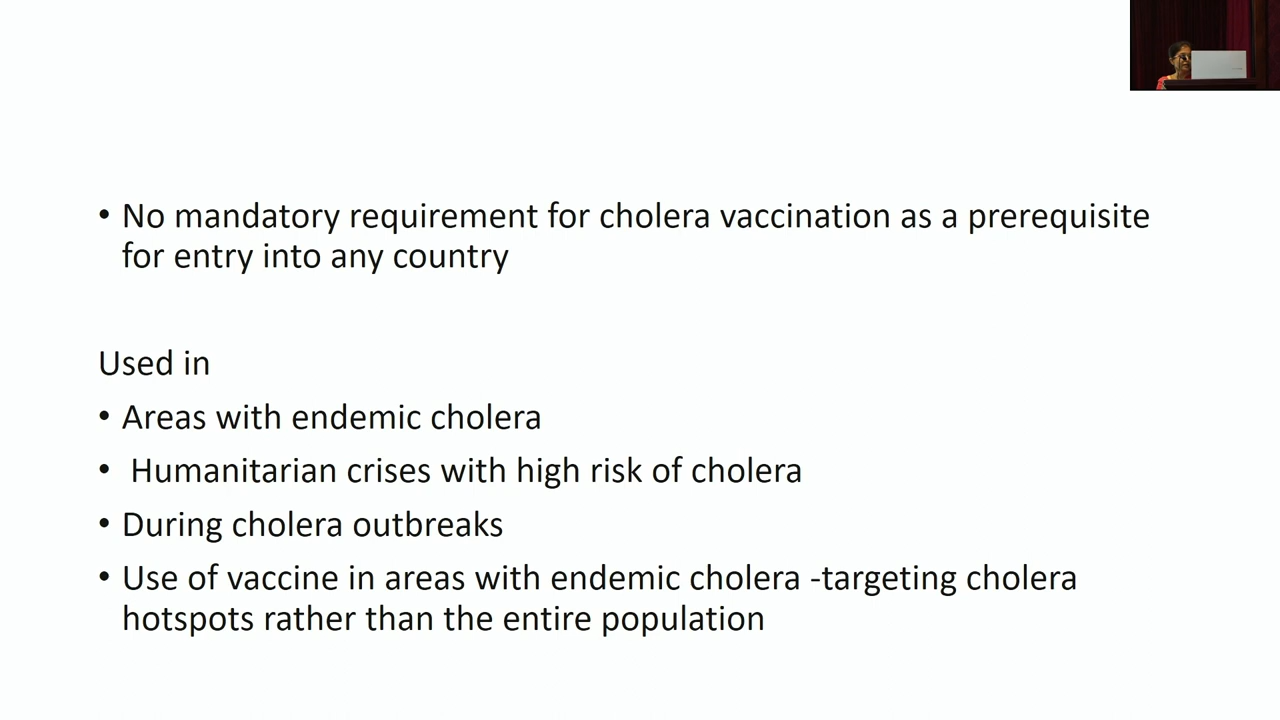 • No mandatory requirement for cholera vaccination as a prerequisite
for entry into any country
Used in
• Areas with endemic cholera
• Humanitarian crises with high risk of cholera
• During cholera outbreaks
• Use of vaccine in areas with endemic cholera -targeting cholera
hotspots rather than the entire population